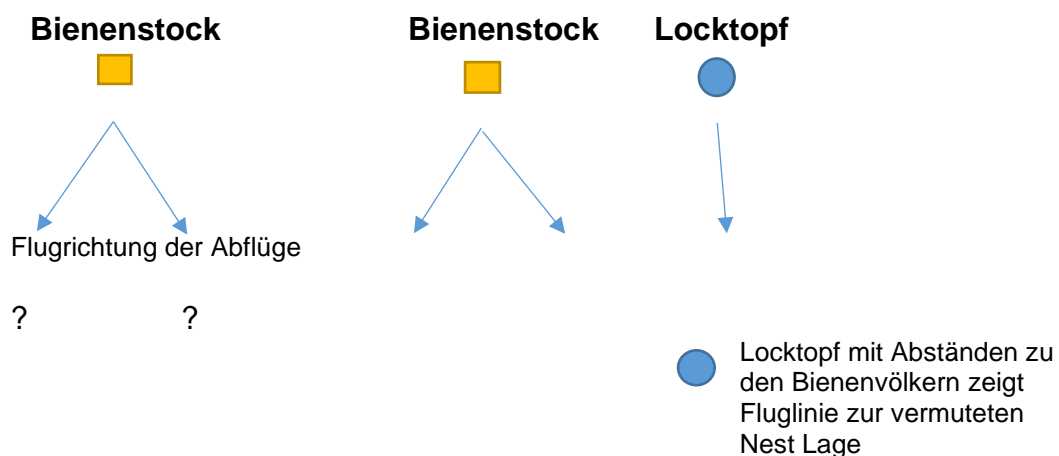 Bienenstock Bienenstock Locktopf
Flugrichtung der Abflüge
? ?
Locktopf mit Abständen zu
den Bienenvölkern zeigt
Fluglinie zur vermuteten
Nest Lage